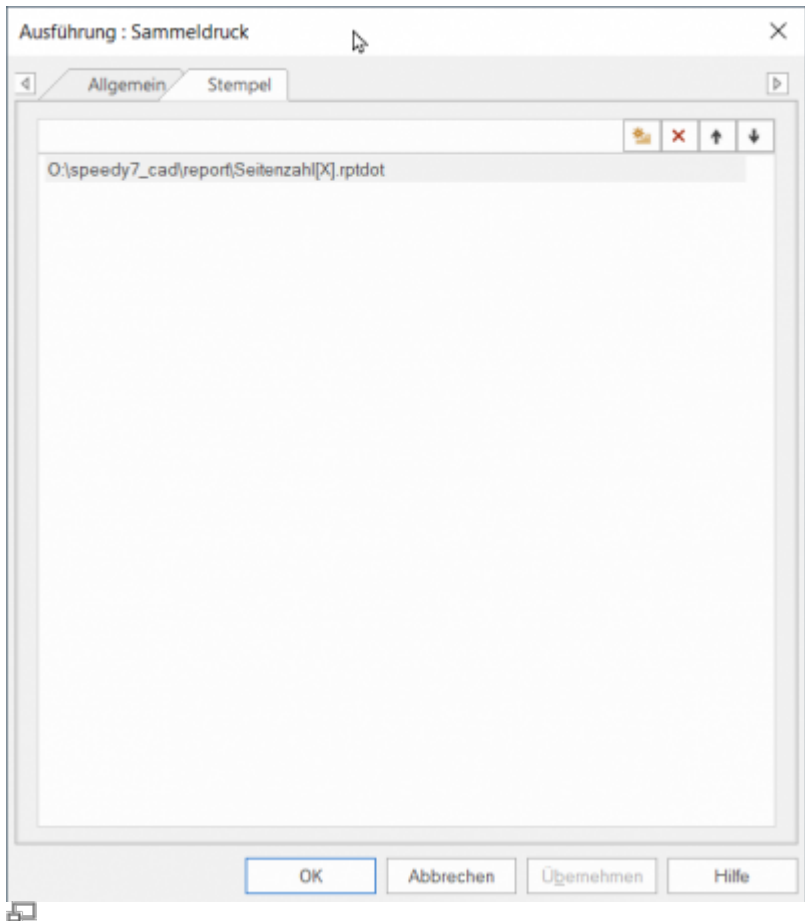 Ausführung : Sammeldruck
Allgemein Stempel
O:\speedy7_cad\report\Seitenzahl[X].rptdot
OK Abbrechen Übernehmen Hilfe